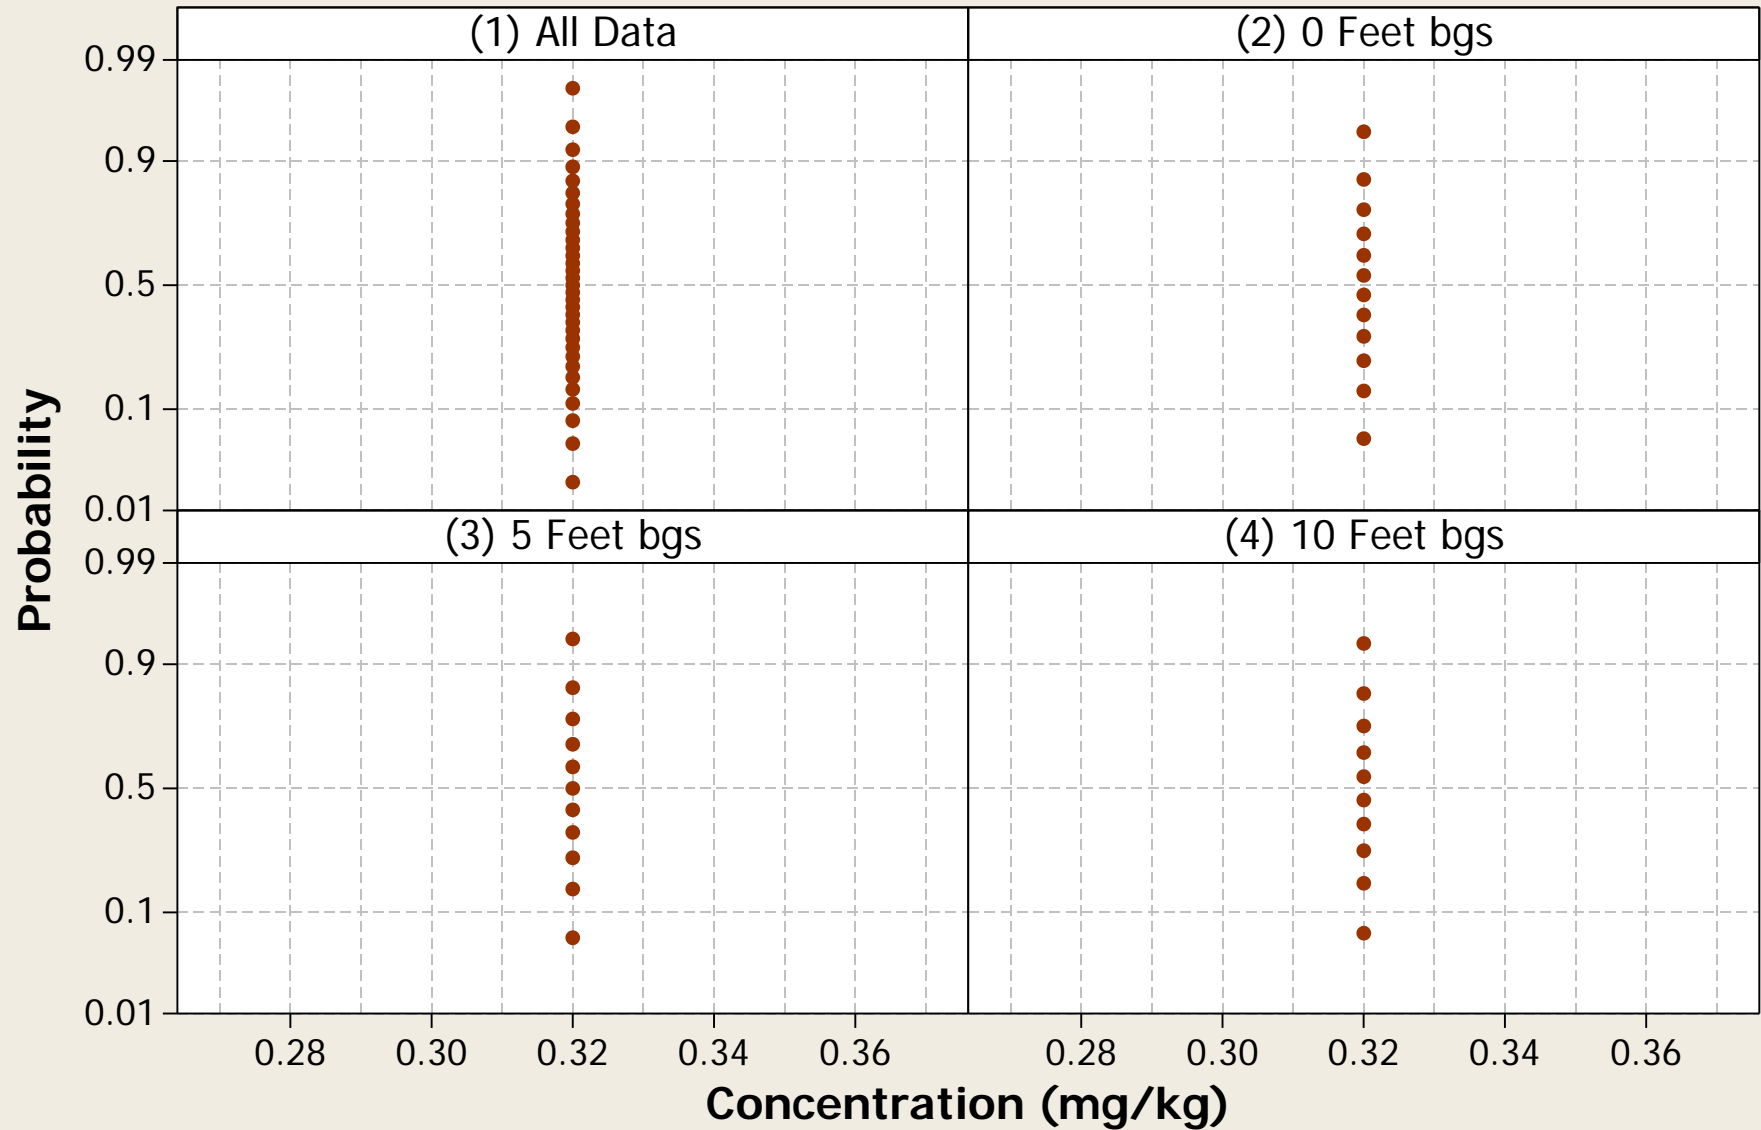 (1) All Data
(2) 0 Feet bgs
0.99
0.9
0.5
0.1
0.01
(3) 5 Feet bgs
(4) 10 Feet bgs
0.99
0.9
0.5
0.1
0.01
Probability
0.28 0.30 0.32 0.34 0.36
0.28 0.30 0.32 0.34 0.36
Concentration (mg/kg)